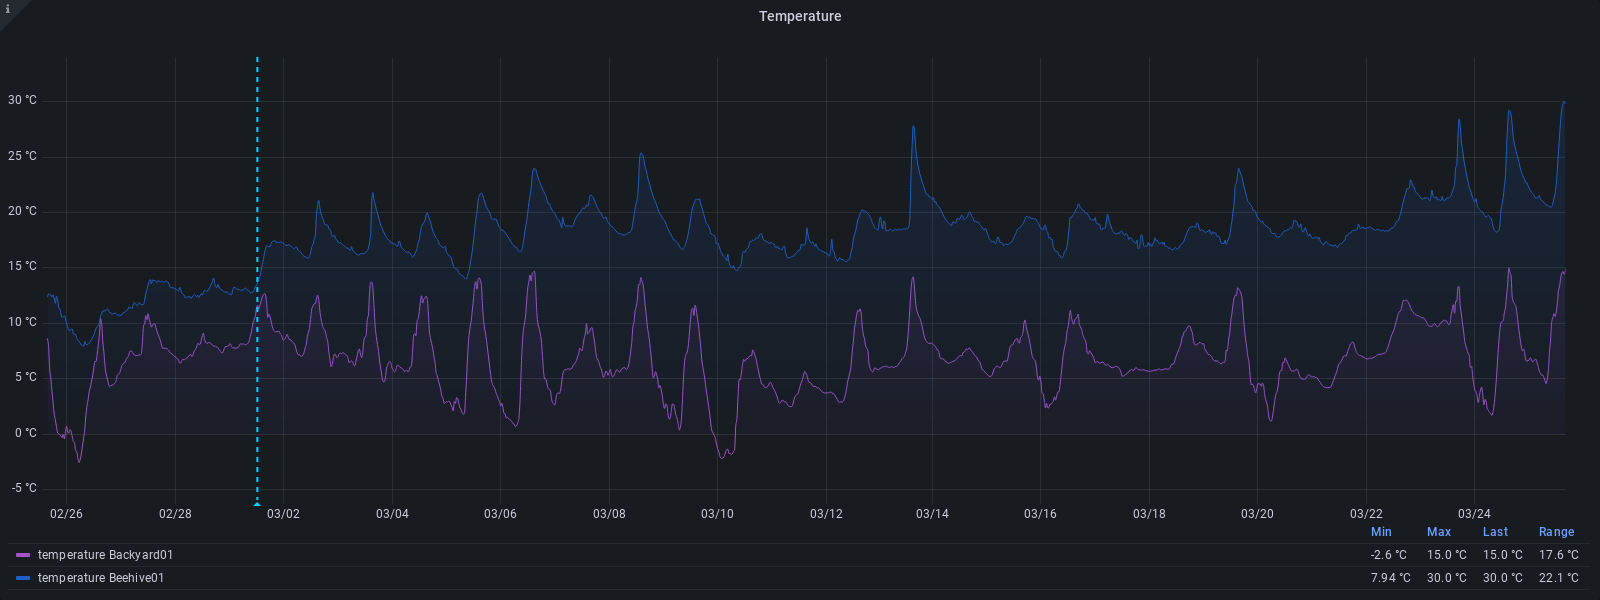 i
Temperature
30 °C
25 °C
20 °C
15 °C
10 °C
5 °C
0 °C
-5 °C
02/26 02/28 03/02 03/04 03/06 03/08 03/10 03/12 03/14 03/16 03/18 03/20 03/22 03/24
Min Max Last Range
temperature Backyard01 -2.6 °C 15.0 °C 15.0 °C 17.6 °C
temperature Beehive01 7.94 °C 30.0 °C 30.0 °C 22.1 °C